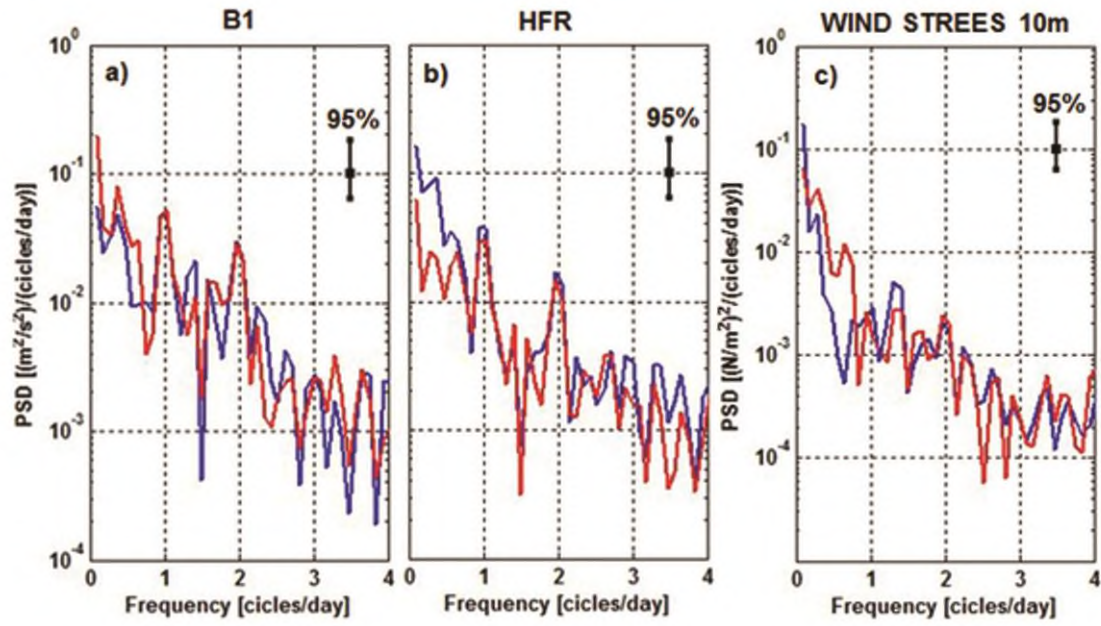 B1
HFR
WIND STREES 10m
a)
b)
c)
95%
95%
95%
10^0
10^-1
10^-2
10^-3
10^-4
10^0
10^-1
10^-2
10^-3
10^-4
PSD [(m^2/s^2)/(cicles/day)]
PSD [(N/m^2)^2/(cicles/day)]
0 1 2 3 4
0 1 2 3 4
0 1 2 3 4
Frequency [cicles/day]
Frequency [cicles/day]
Frequency [cicles/day]